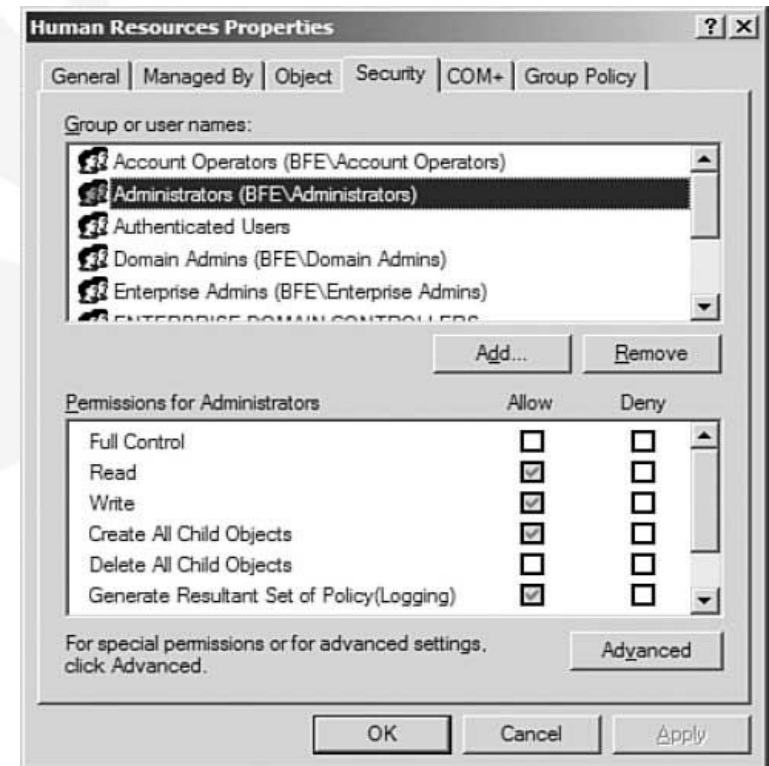 Human Resources Properties
General Managed By Object Security COM+ Group Policy
Group or user names:
Account Operators (BFE\Account Operators)
Administrators (BFE\Administrators)
Authenticated Users
Domain Admins (BFE\Domain Admins)
Enterprise Admins (BFE\Enterprise Admins)
ENTERPRISE DOMAIN CONTROLLERS
Add... Remove
Permissions for Administrators Allow Deny
Full Control
Read
Write
Create All Child Objects
Delete All Child Objects
Generate Resultant Set of Policy(Logging)
For special permissions or for advanced settings,
click Advanced.
Advanced
OK Cancel Apply